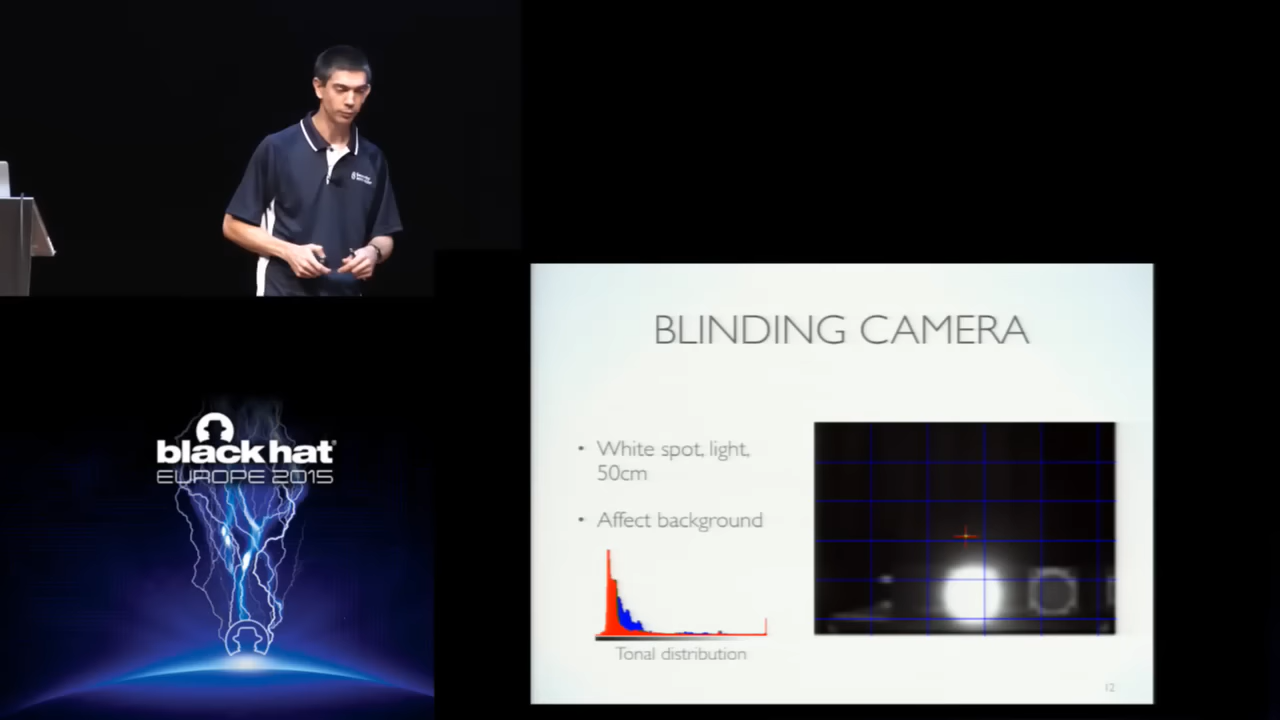 BLINDING CAMERA
• White spot, light,
50cm
• Affect background
Tonal distribution
12
black hat®
EUROPE 2015